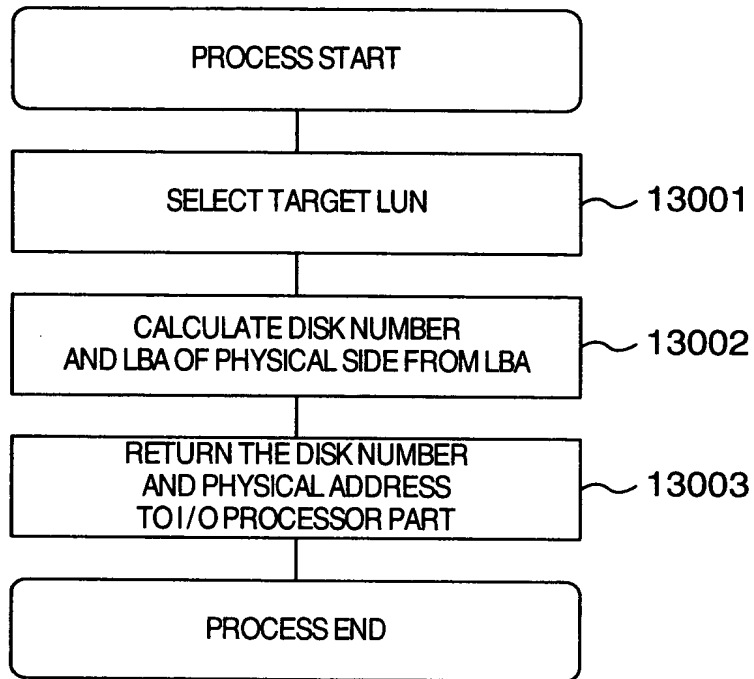 PROCESS START
SELECT TARGET LUN
13001
CALCULATE DISK NUMBER
AND LBA OF PHYSICAL SIDE FROM LBA
13002
RETURN THE DISK NUMBER
AND PHYSICAL ADDRESS
TO I/O PROCESSOR PART
13003
PROCESS END